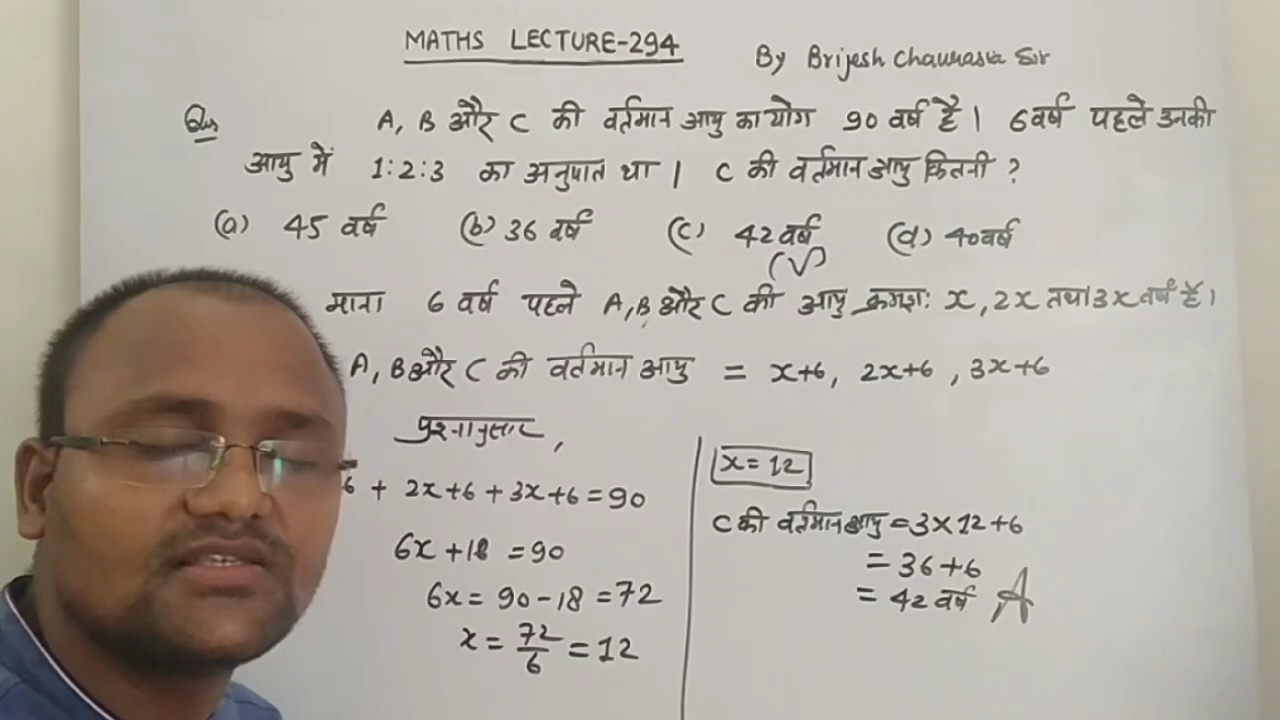 MATHS LECTURE-294
By Brijesh Chaurasia Sir
Qus A, B और C की वर्तमान आयु का योग 90 वर्ष है। 6 वर्ष पहले उनकी
आयु में 1:2:3 का अनुपात था। C की वर्तमान आयु कितनी ?
(a) 45 वर्ष (b) 36 वर्ष (c) 42 वर्ष (d) 40 वर्ष
(✓)
माना 6 वर्ष पहले A, B और C की आयु क्रमशः x, 2x तथा 3x वर्ष है।
A, B और C की वर्तमान आयु = x+6, 2x+6, 3x+6
प्रश्नानुसार,
6 + 2x+6 + 3x+6 = 90
6x + 18 = 90
6x = 90 - 18 = 72
x = 72/6 = 12
x = 12
C की वर्तमान आयु = 3 × 12 + 6
= 36 + 6
= 42 वर्ष A